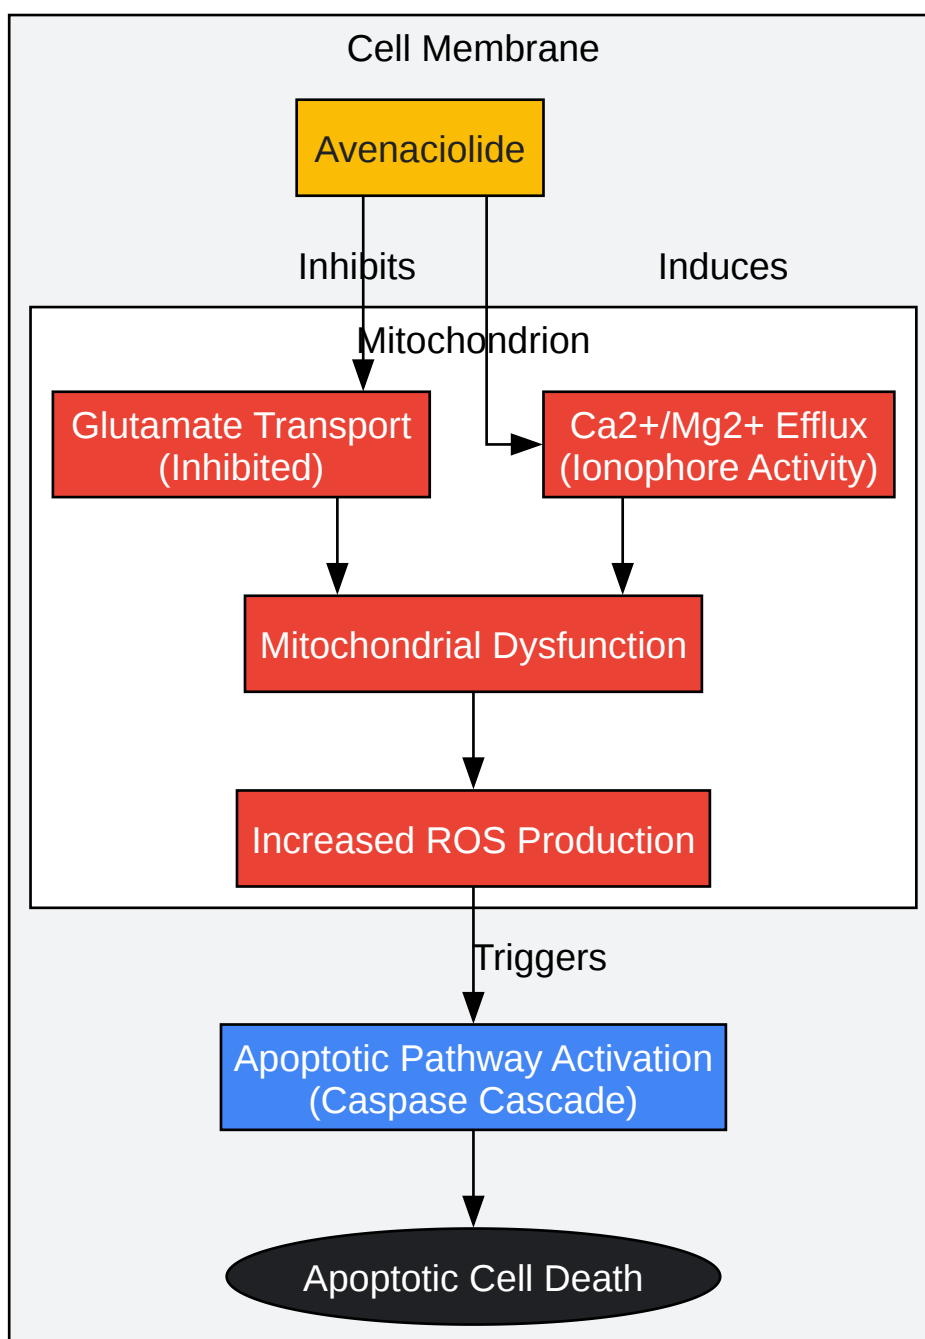 Cell Membrane
Avenaciolide
Inhibits
Induces
Mitochondrion
Glutamate Transport
(Inhibited)
Ca2+/Mg2+ Efflux
(Ionophore Activity)
Mitochondrial Dysfunction
Increased ROS Production
Triggers
Apoptotic Pathway Activation
(Caspase Cascade)
Apoptotic Cell Death